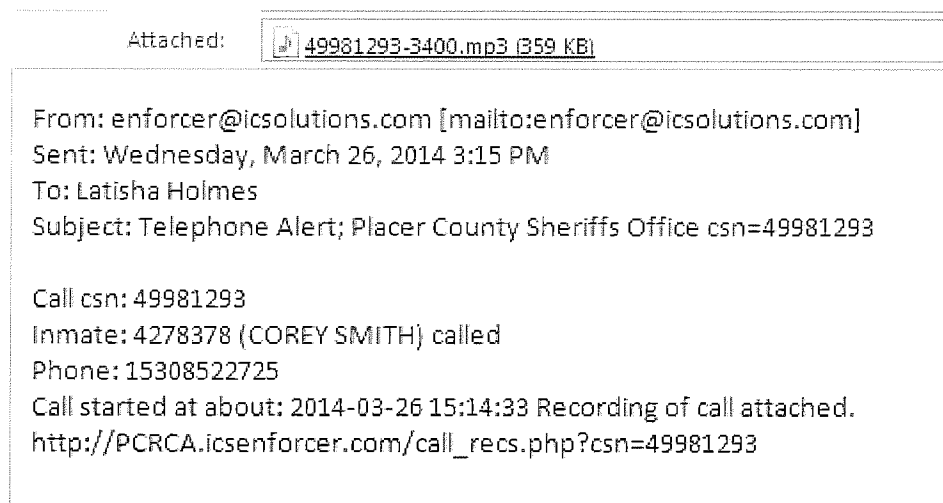 Attached: 49981293-3400.mp3 (359 KB)
From: enforcer@icsolutions.com [mailto:enforcer@icsolutions.com]
Sent: Wednesday, March 26, 2014 3:15 PM
To: Latisha Holmes
Subject: Telephone Alert; Placer County Sheriffs Office csn=49981293
Call csn: 49981293
Inmate: 4278378 (COREY SMITH) called
Phone: 15308522725
Call started at about: 2014-03-26 15:14:33 Recording of call attached.
http://PCRCA.icsenforcer.com/call_recs.php?csn=49981293